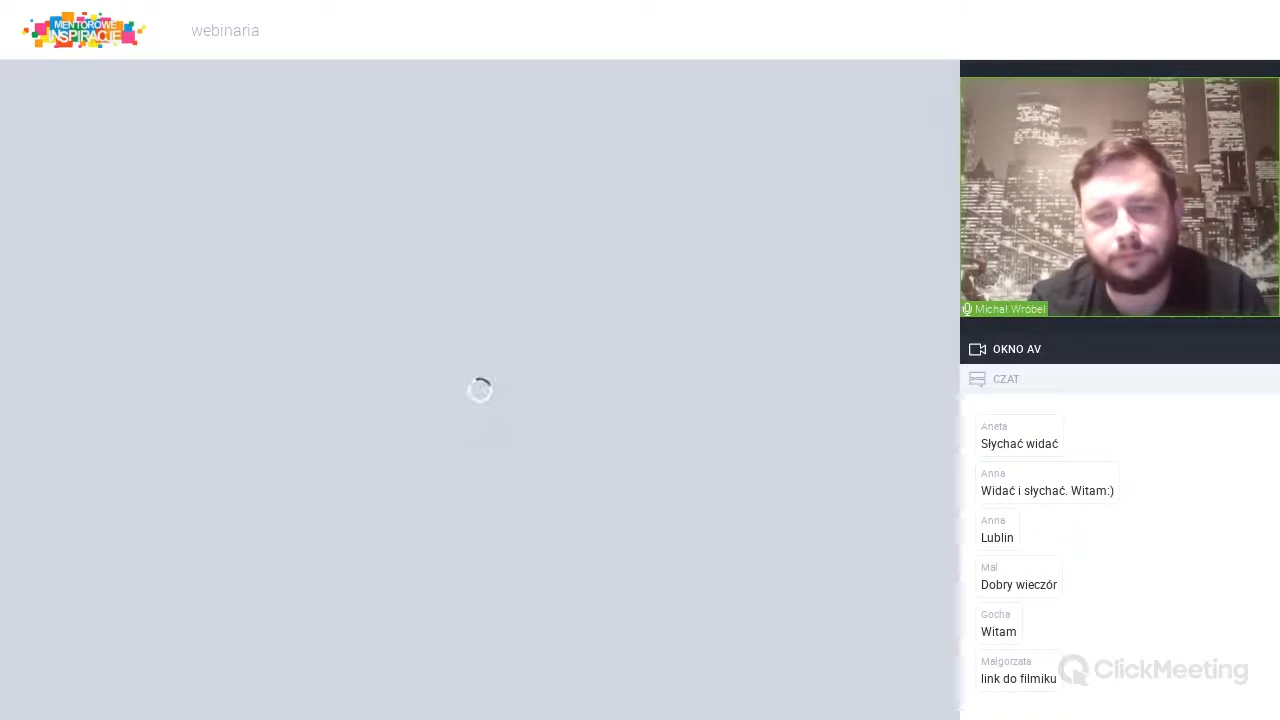 MENTOROWE
INSPIRACJE
webinaria
Michał Wróbel
OKNO AV
CZAT
Aneta
Słychać widać
Anna
Widać i słychać. Witam:)
Anna
Lublin
Mal
Dobry wieczór
Gocha
Witam
Małgorzata
link do filmiku
ClickMeeting